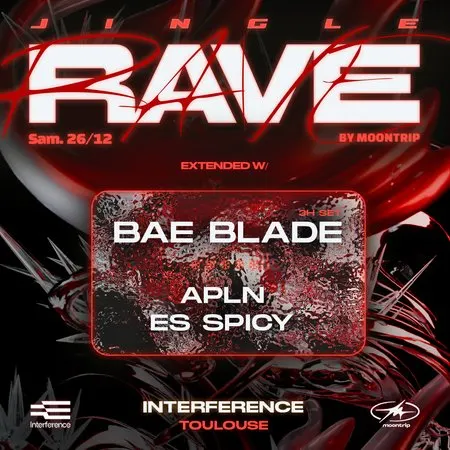 JINGLE
RAVE
Sam. 26/12
BY MOONTRIP
EXTENDED W/
3H SET
BAE BLADE
APLN
ES SPICY
INTERFERENCE
TOULOUSE
interference
moontrip